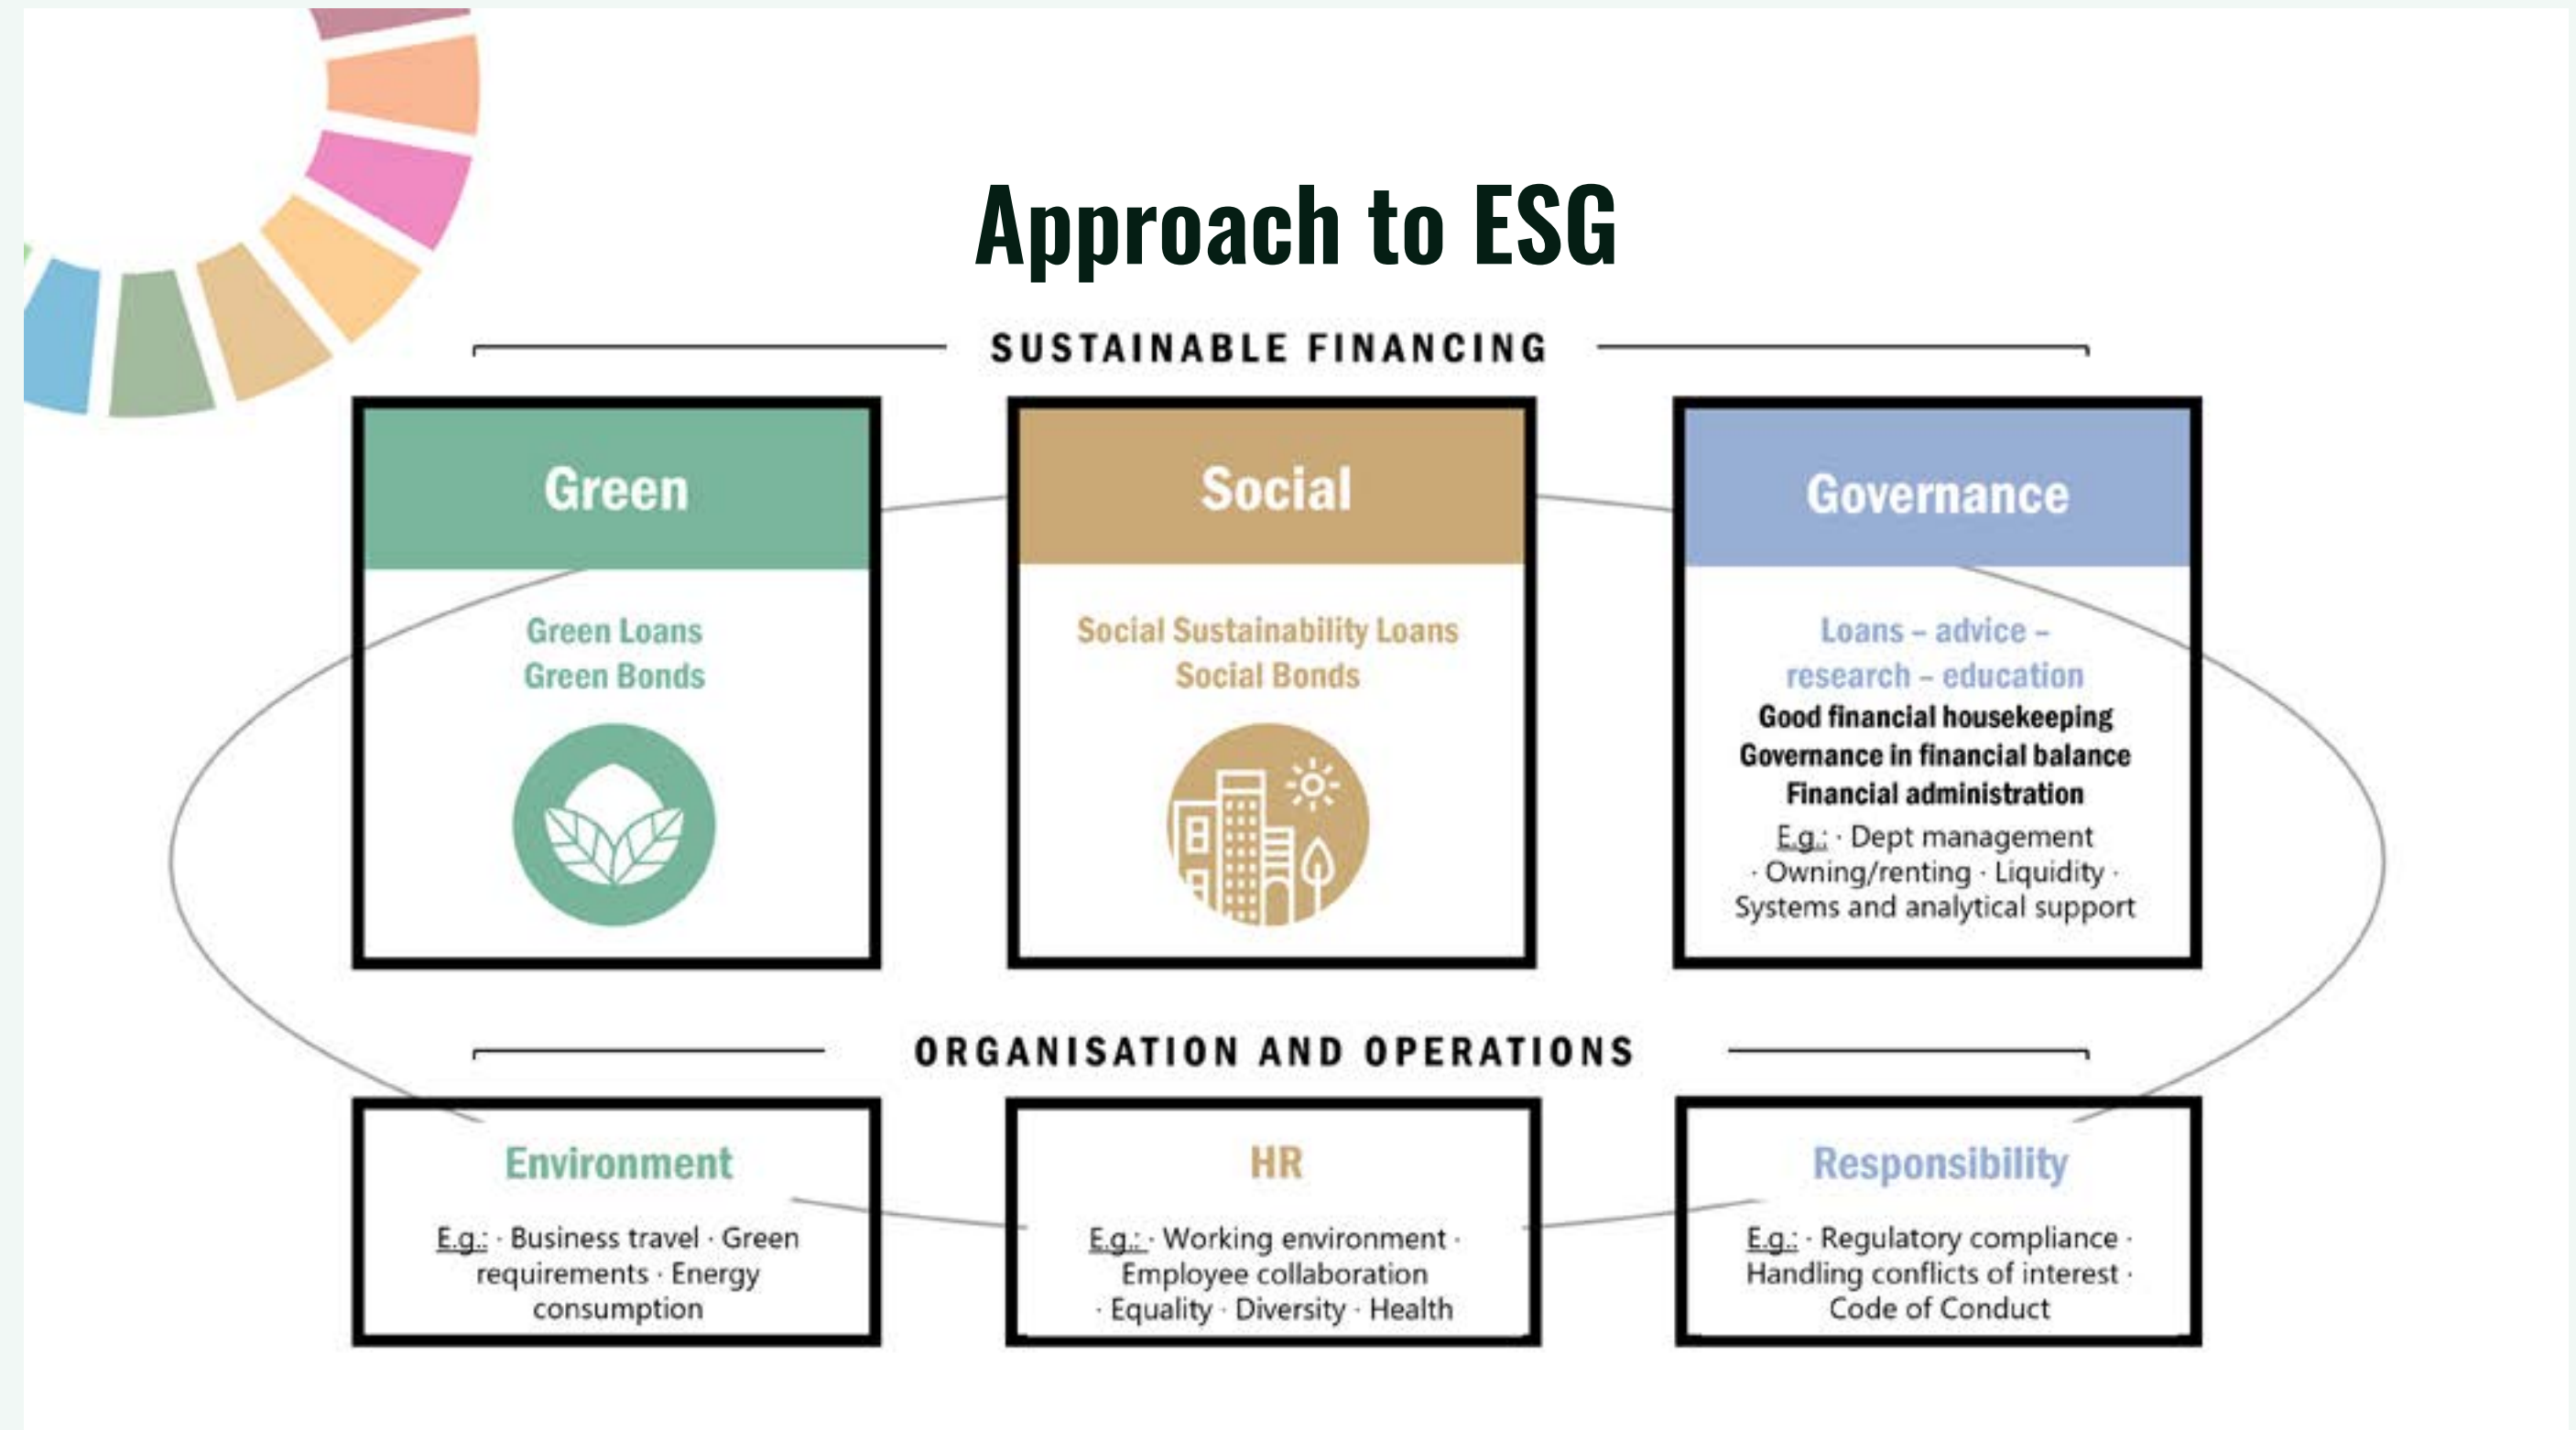 Approach to ESG
SUSTAINABLE FINANCING
Green
Green Loans
Green Bonds
Social
Social Sustainability Loans
Social Bonds
Governance
Loans – advice –
research – education
Good financial housekeeping
Governance in financial balance
Financial administration
E.g.: · Dept management
· Owning/renting · Liquidity ·
Systems and analytical support
ORGANISATION AND OPERATIONS
Environment
E.g.: · Business travel · Green
requirements · Energy
consumption
HR
E.g.: · Working environment ·
Employee collaboration
· Equality · Diversity · Health
Responsibility
E.g.: · Regulatory compliance ·
Handling conflicts of interest ·
Code of Conduct